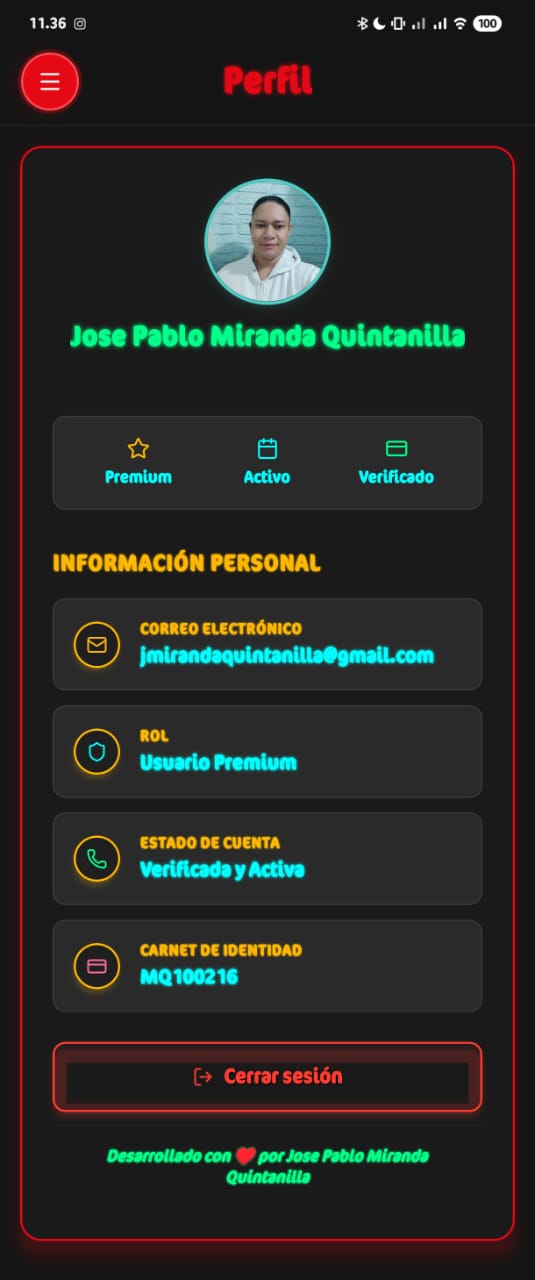 11.36
100
Perfil
Jose Pablo Miranda Quintanilla
Premium
Activo
Verificado
INFORMACIÓN PERSONAL
CORREO ELECTRÓNICO
jmirandaquintanilla@gmail.com
ROL
Usuario Premium
ESTADO DE CUENTA
Verificada y Activa
CARNET DE IDENTIDAD
MQ100216
Cerrar sesión
Desarrollado con ❤️ por Jose Pablo Miranda
Quintanilla